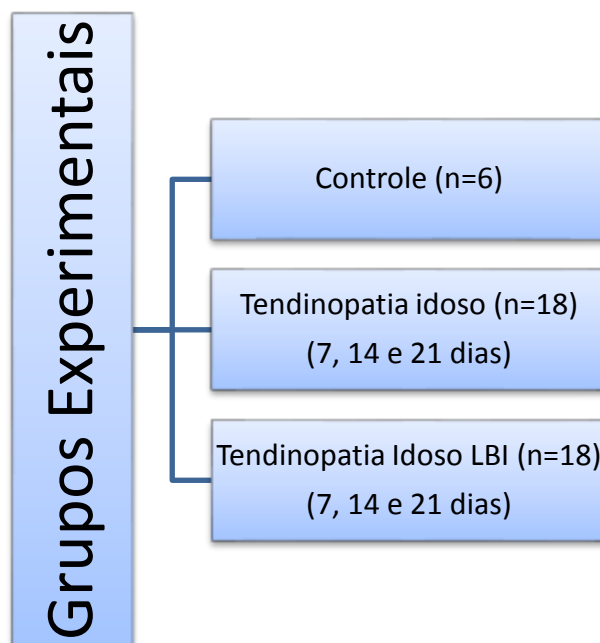 Grupos Experimentais
Controle (n=6)
Tendinopatia idoso (n=18)
(7, 14 e 21 dias)
Tendinopatia Idoso LBI (n=18)
(7, 14 e 21 dias)